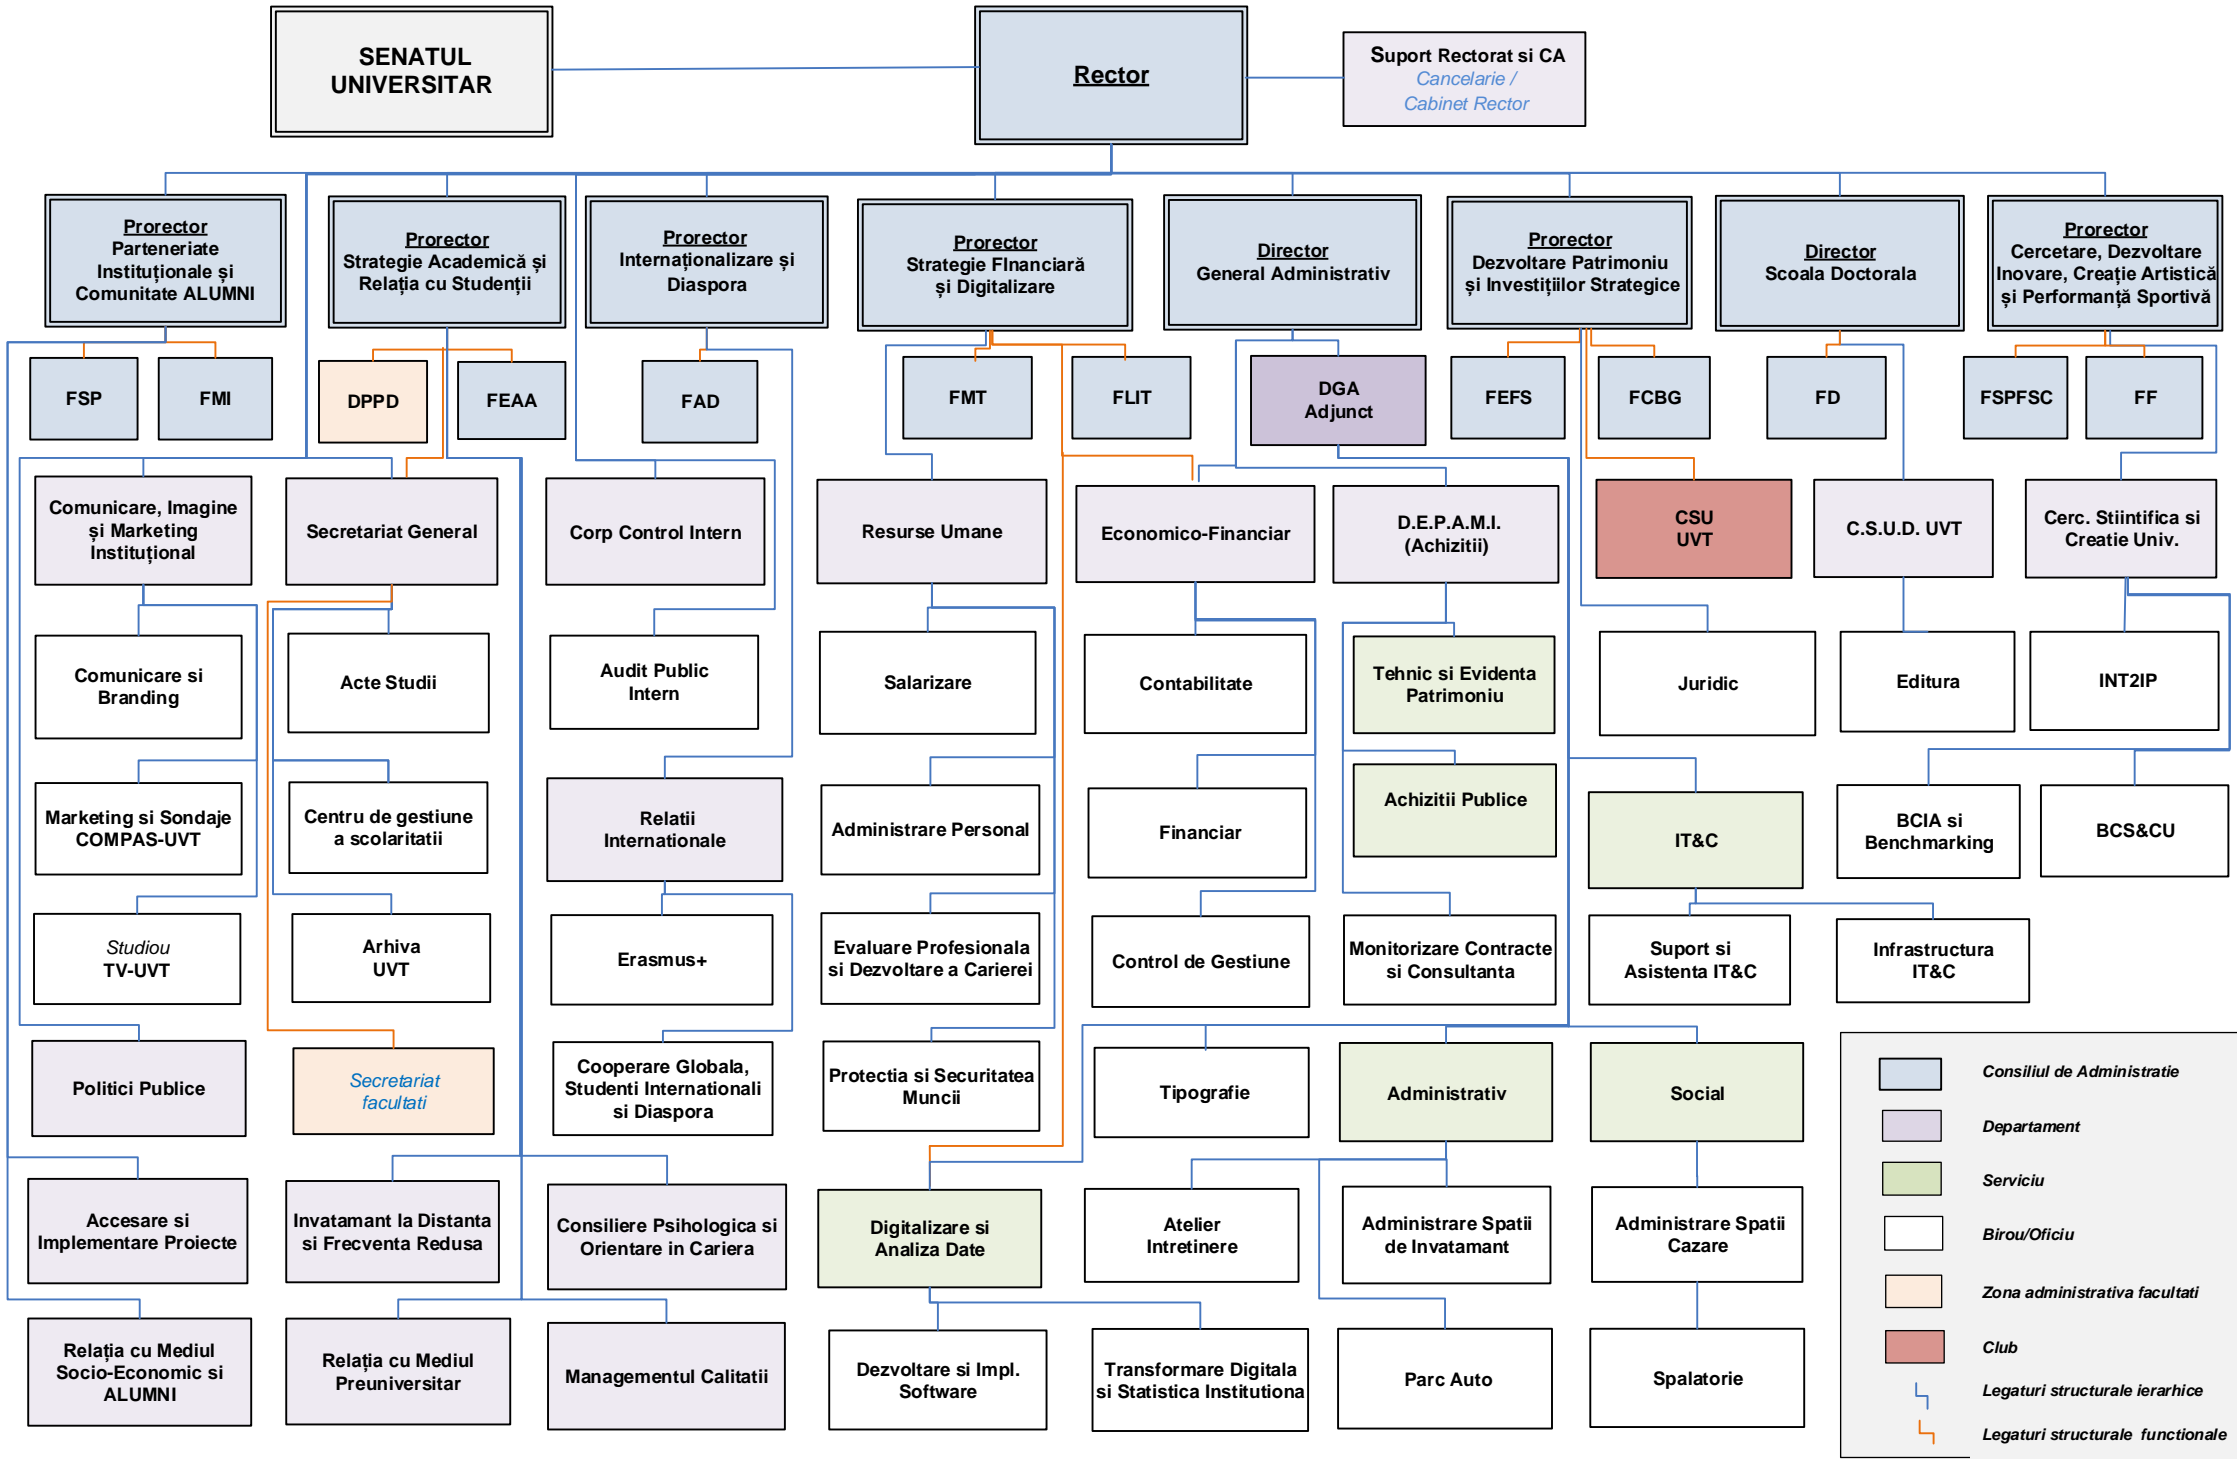 SENATUL
UNIVERSITAR
Rector
Suport Rectorat si CA
Cancelarie /
Cabinet Rector
Prorector
Parteneriate
Instituționale și
Comunitate ALUMNI
Prorector
Strategie Academică și
Relația cu Studenții
Prorector
Internaționalizare și
Diaspora
Prorector
Strategie FInanciară
și Digitalizare
Director
General Administrativ
Prorector
Dezvoltare Patrimoniu
și Investițiilor Strategice
Director
Scoala Doctorala
Prorector
Cercetare, Dezvoltare
Inovare, Creație Artistică
și Performanță Sportivă
FSP
FMI
DPPD
FEAA
FAD
FMT
FLIT
DGA
Adjunct
FEFS
FCBG
FD
FSPFSC
FF
Comunicare, Imagine
și Marketing
Instituțional
Secretariat General
Corp Control Intern
Resurse Umane
Economico-Financiar
D.E.P.A.M.I.
(Achizitii)
CSU
UVT
C.S.U.D. UVT
Cerc. Stiintifica si
Creatie Univ.
Comunicare si
Branding
Acte Studii
Audit Public
Intern
Salarizare
Contabilitate
Tehnic si Evidenta
Patrimoniu
Juridic
Editura
INT2IP
Marketing si Sondaje
COMPAS-UVT
Centru de gestiune
a scolaritatii
Relatii
Internationale
Administrare Personal
Financiar
Achizitii Publice
IT&C
BCIA si
Benchmarking
BCS&CU
Studiou
TV-UVT
Arhiva
UVT
Erasmus+
Evaluare Profesionala
si Dezvoltare a Carierei
Control de Gestiune
Monitorizare Contracte
si Consultanta
Suport si
Asistenta IT&C
Infrastructura
IT&C
Politici Publice
Secretariat
facultati
Cooperare Globala,
Studenti Internationali
si Diaspora
Protectia si Securitatea
Muncii
Tipografie
Administrativ
Social
Accesare si
Implementare Proiecte
Invatamant la Distanta
si Frecventa Redusa
Consiliere Psihologica si
Orientare in Cariera
Digitalizare si
Analiza Date
Atelier
Intretinere
Administrare Spatii
de Invatamant
Administrare Spatii
Cazare
Relația cu Mediul
Socio-Economic si
ALUMNI
Relația cu Mediul
Preuniversitar
Managementul Calitatii
Dezvoltare si Impl.
Software
Transformare Digitala
si Statistica Institutiona
Parc Auto
Spalatorie
Consiliul de Administratie
Departament
Serviciu
Birou/Oficiu
Zona administrativa facultati
Club
Legaturi structurale ierarhice
Legaturi structurale functionale